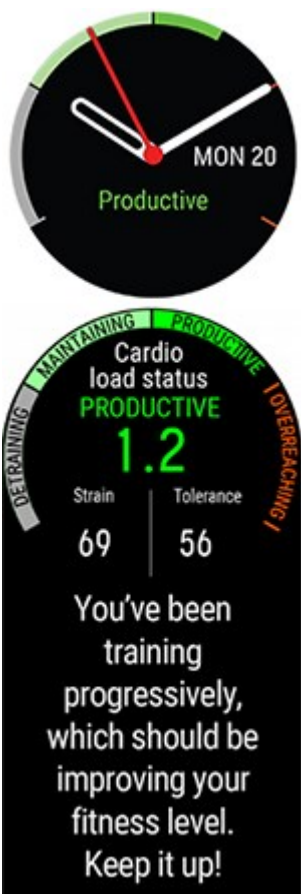 MON 20
Productive
DETRAINING
MAINTAINING
PRODUCTIVE
OVERREACHING
Cardio
load status
PRODUCTIVE
1.2
Strain
Tolerance
69
56
You've been
training
progressively,
which should be
improving your
fitness level.
Keep it up!